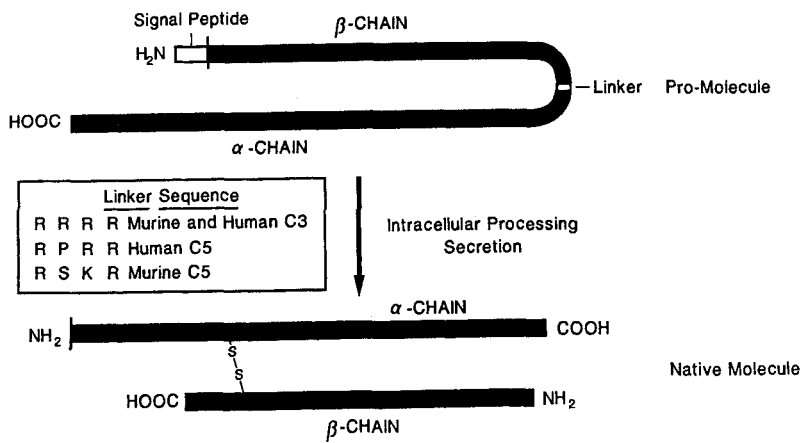 Signal Peptide
β-CHAIN
H₂N
Linker Pro-Molecule
HOOC
α-CHAIN
Linker Sequence
R R R R Murine and Human C3
R P R R Human C5
R S K R Murine C5
Intracellular Processing
Secretion
α-CHAIN
NH₂
COOH
S
S
Native Molecule
HOOC
NH₂
β-CHAIN